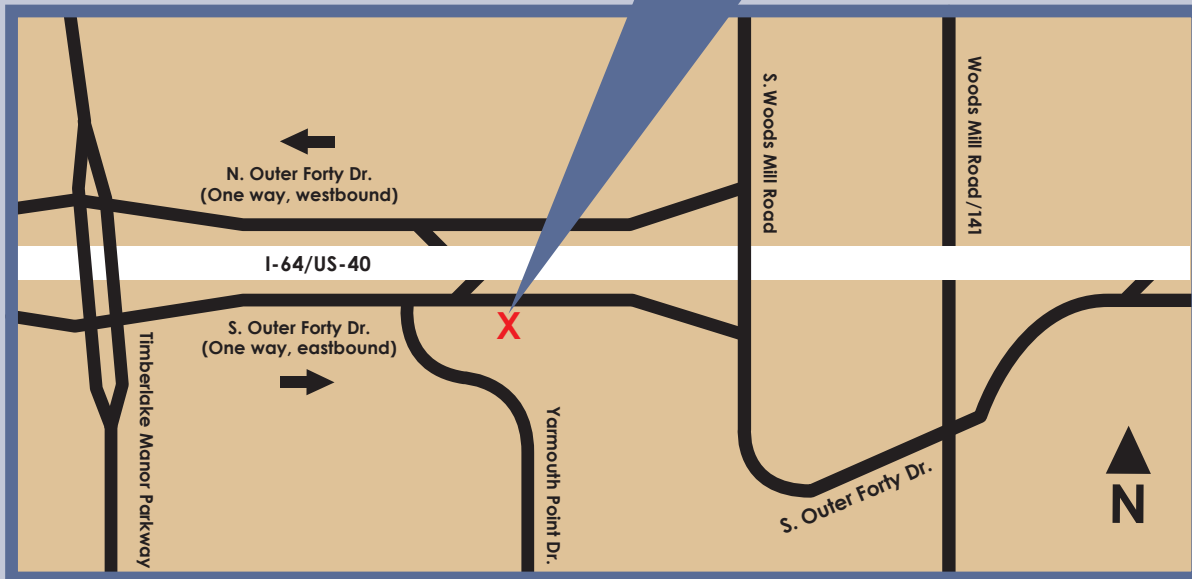 N. Outer Forty Dr.
(One way, westbound)
I-64/US-40
S. Outer Forty Dr.
(One way, eastbound)
X
Timberlake Manor Parkway
Yarmouth Point Dr.
S. Woods Mill Road
Woods Mill Road/141
S. Outer Forty Dr.
N